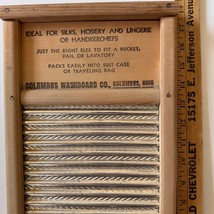 IDEAL FOR SILKS, HOSIERY AND LINGERIE
OR HANDKERCHIEFS
JUST THE RIGHT SIZE TO FIT A BUCKET,
PAIL OR LAVATORY
PACKS EASILY INTO SUIT CASE
OR TRAVELING BAG
COLUMBUS WASHBOARD CO., COLUMBUS, OHIO
15175 E. Jefferson Avenue
CHEVROLET